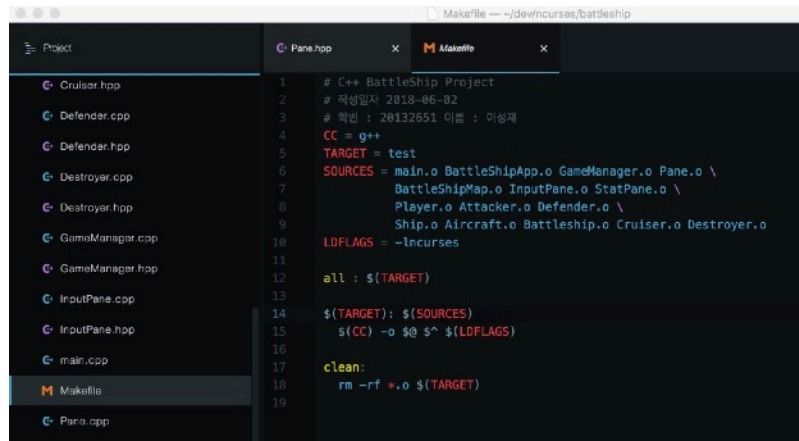 Makefile — ~/dev/ncurses/battleship
Project
Cruiser.hpp
Defender.cpp
Defender.hpp
Destroyer.cpp
Destroyer.hpp
GameManager.cpp
GameManager.hpp
InputPane.cpp
InputPane.hpp
main.cpp
Makefile
Pane.cpp
Pane.hpp ×
Makefile ×
1 # C++ BattleShip Project
2 # 작성일자 2018-06-02
3 # 학번 : 20132651 이름 : 이성재
4 CC = g++
5 TARGET = test
6 SOURCES = main.o BattleShipApp.o GameManager.o Pane.o \
7 BattleShipMap.o InputPane.o StatPane.o \
8 Player.o Attacker.o Defender.o \
9 Ship.o Aircraft.o Battleship.o Cruiser.o Destroyer.o
10 LDFLAGS = -lncurses
11
12 all : $(TARGET)
13
14 $(TARGET): $(SOURCES)
15 $(CC) -o $@ $^ $(LDFLAGS)
16
17 clean:
18 rm -rf *.o $(TARGET)
19